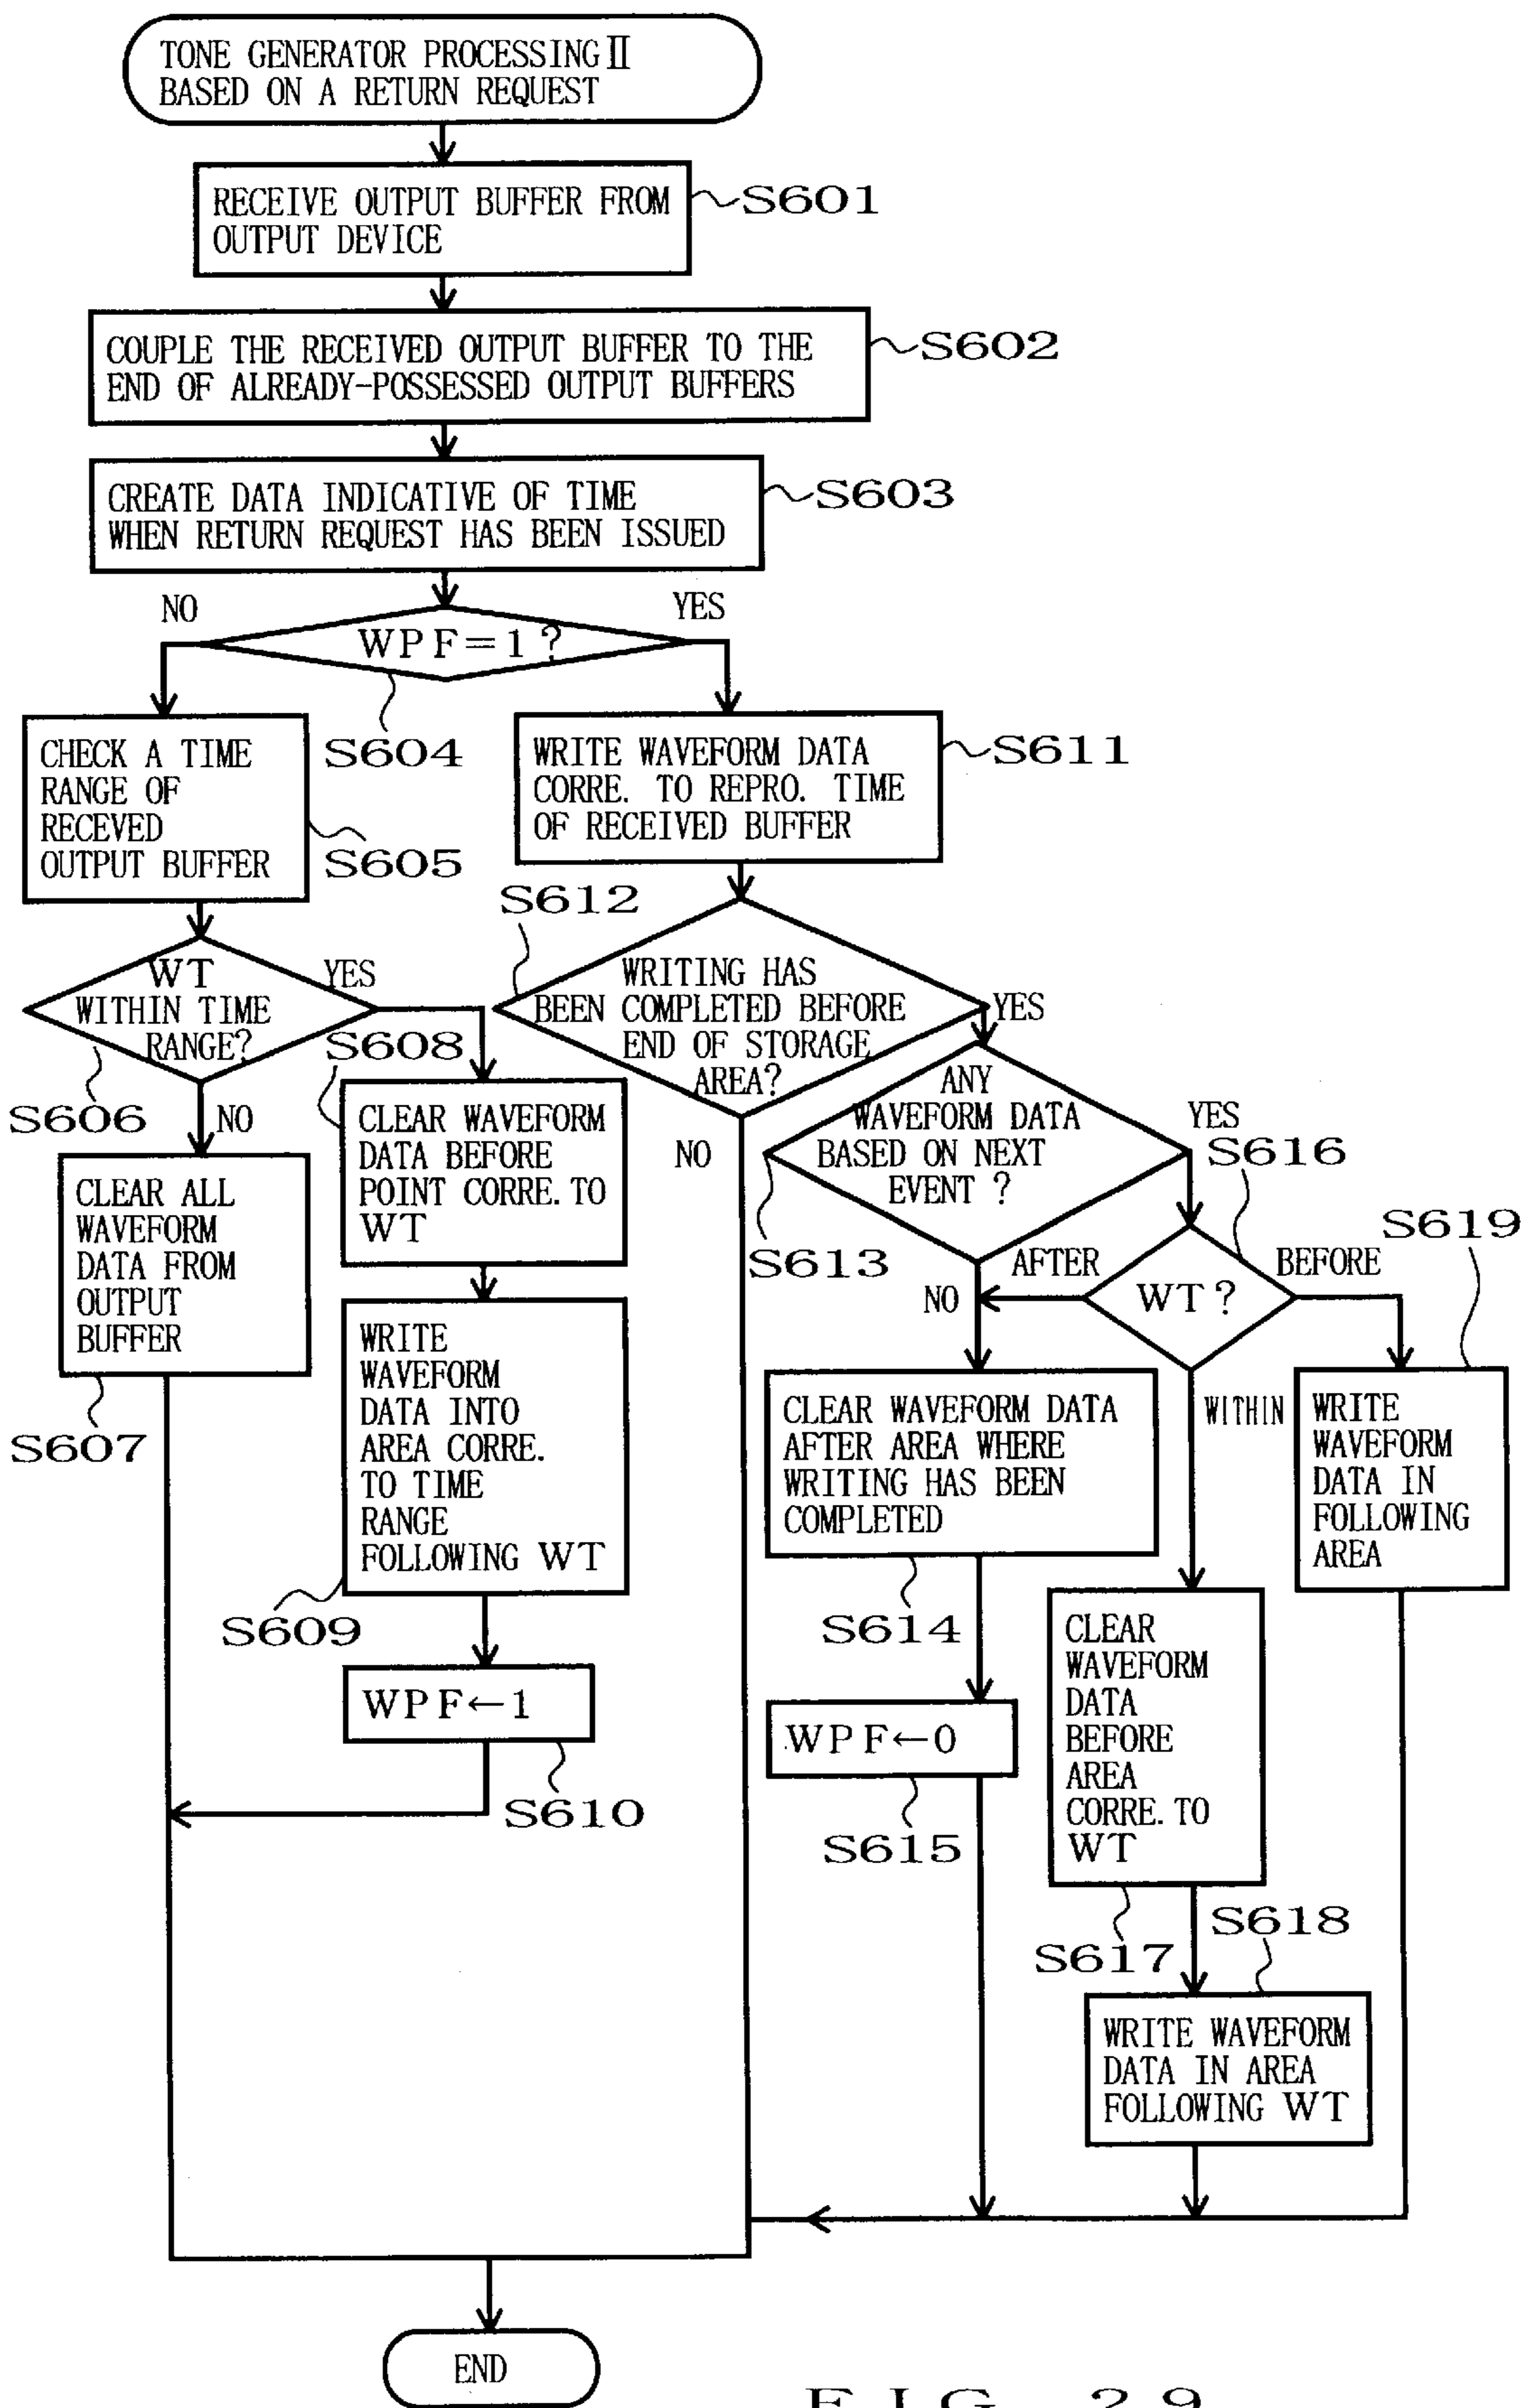 TONE GENERATOR PROCESSING II
BASED ON A RETURN REQUEST
RECEIVE OUTPUT BUFFER FROM
OUTPUT DEVICE
S601
COUPLE THE RECEIVED OUTPUT BUFFER TO THE
END OF ALREADY-POSSESSED OUTPUT BUFFERS
S602
CREATE DATA INDICATIVE OF TIME
WHEN RETURN REQUEST HAS BEEN ISSUED
S603
NO
YES
WPF=1?
S604
CHECK A TIME
RANGE OF
RECEVED
OUTPUT BUFFER
S605
WRITE WAVEFORM DATA
CORRE. TO REPRO. TIME
OF RECEIVED BUFFER
S611
S612
WT
WITHIN TIME
RANGE?
YES
S606
NO
WRITING HAS
BEEN COMPLETED BEFORE
END OF STORAGE
AREA?
YES
NO
S608
CLEAR WAVEFORM
DATA BEFORE
POINT CORRE. TO
WT
ANY
WAVEFORM DATA
BASED ON NEXT
EVENT ?
YES
S613
NO
S616
CLEAR ALL
WAVEFORM
DATA FROM
OUTPUT
BUFFER
S607
WRITE
WAVEFORM
DATA INTO
AREA CORRE.
TO TIME
RANGE
FOLLOWING WT
S609
AFTER
WT?
BEFORE
WITHIN
S619
CLEAR WAVEFORM DATA
AFTER AREA WHERE
WRITING HAS BEEN
COMPLETED
S614
WRITE
WAVEFORM
DATA IN
FOLLOWING
AREA
WPF←1
S610
WPF←0
S615
CLEAR
WAVEFORM
DATA
BEFORE
AREA
CORRE. TO
WT
S617
S618
WRITE WAVEFORM
DATA IN AREA
FOLLOWING WT
END
FIG. 29